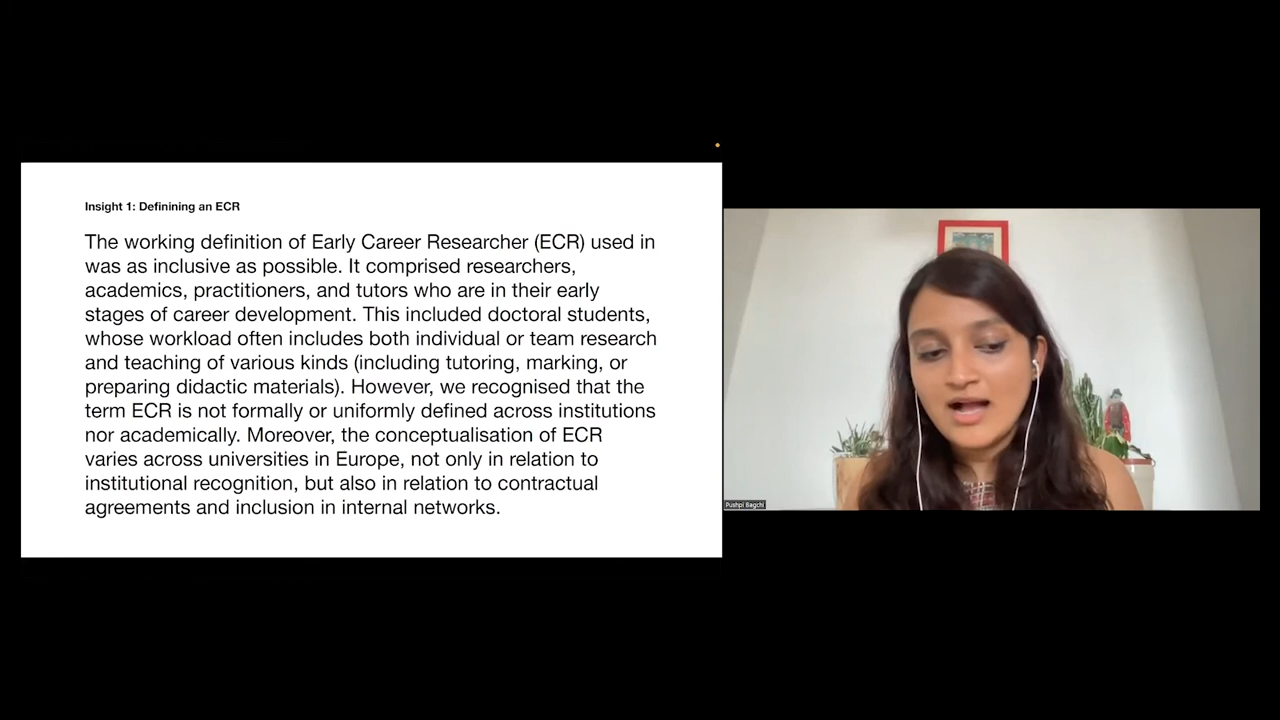 Insight 1: Definining an ECR
The working definition of Early Career Researcher (ECR) used in
was as inclusive as possible. It comprised researchers,
academics, practitioners, and tutors who are in their early
stages of career development. This included doctoral students,
whose workload often includes both individual or team research
and teaching of various kinds (including tutoring, marking, or
preparing didactic materials). However, we recognised that the
term ECR is not formally or uniformly defined across institutions
nor academically. Moreover, the conceptualisation of ECR
varies across universities in Europe, not only in relation to
institutional recognition, but also in relation to contractual
agreements and inclusion in internal networks.
Pushpi Bagchi